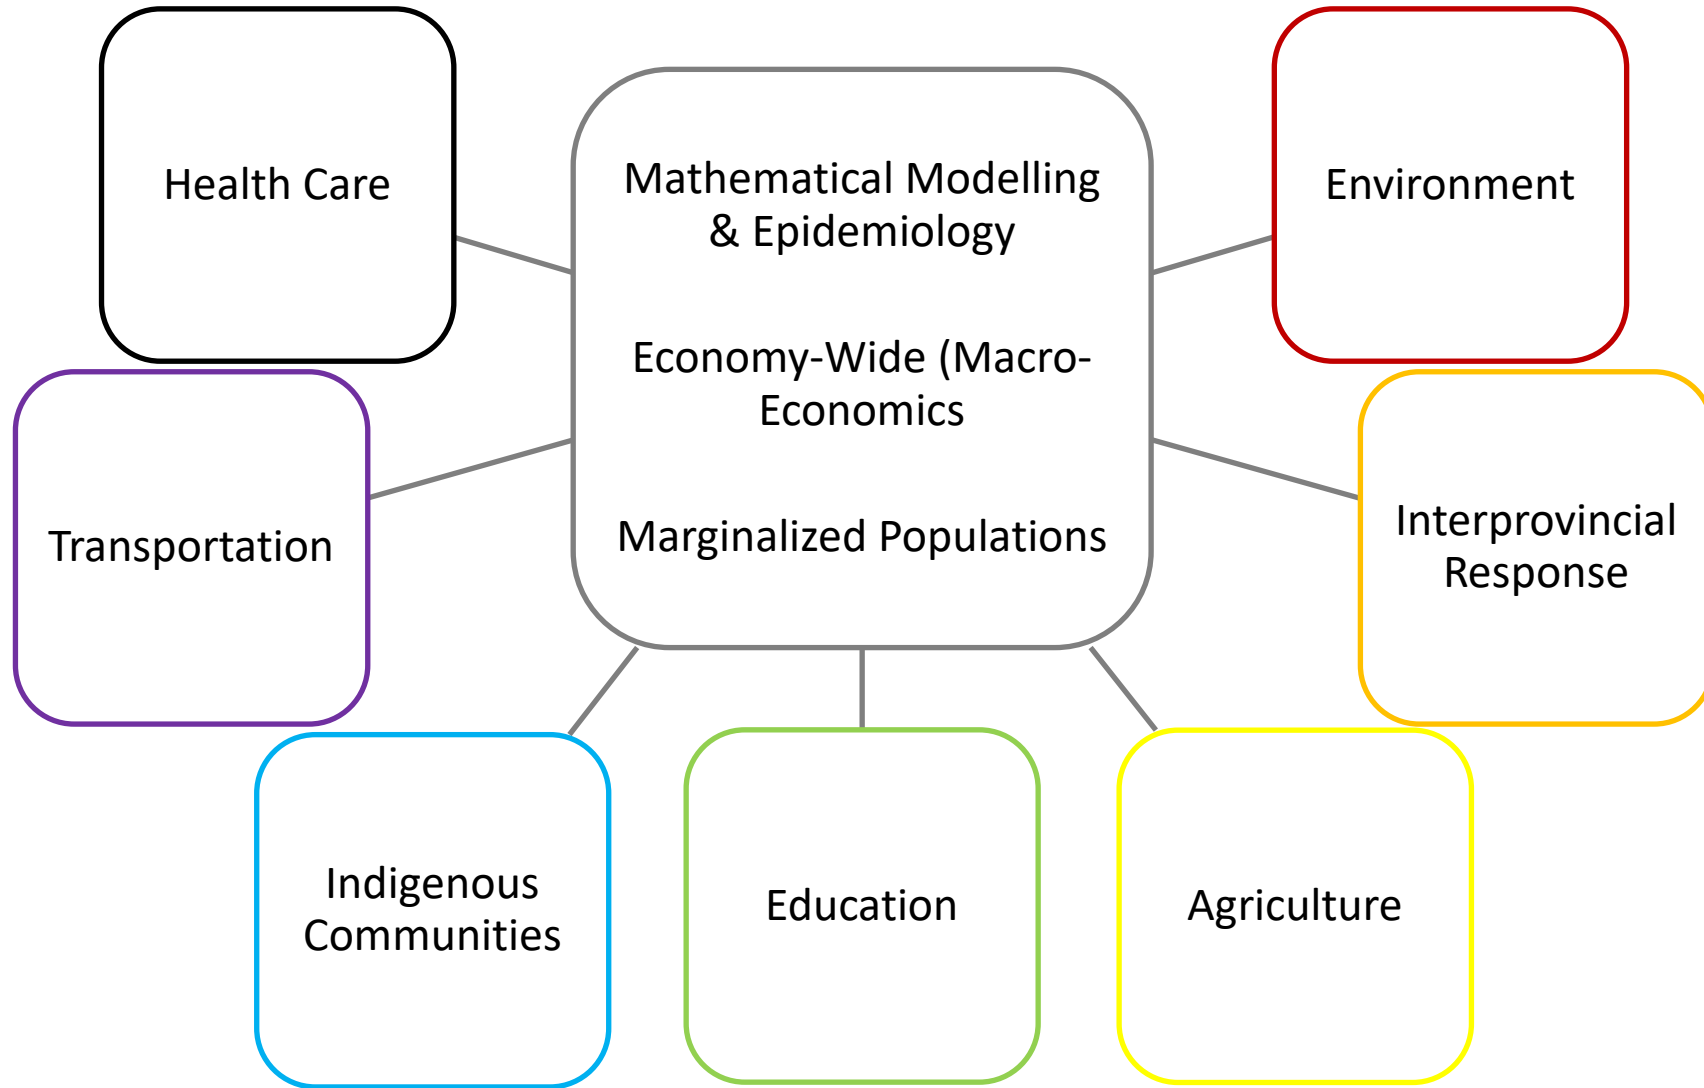 Health Care
Mathematical Modelling
& Epidemiology
Economy-Wide (Macro-
Economics
Marginalized Populations
Environment
Transportation
Interprovincial
Response
Indigenous
Communities
Education
Agriculture